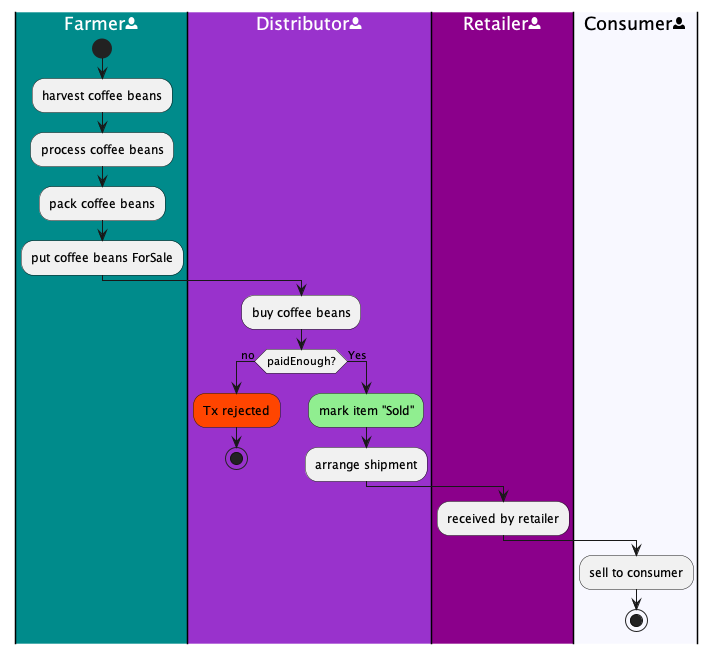 Farmer
Distributor
Retailer
Consumer
harvest coffee beans
process coffee beans
pack coffee beans
put coffee beans ForSale
buy coffee beans
no
paidEnough?
Yes
Tx rejected
mark item "Sold"
arrange shipment
received by retailer
sell to consumer